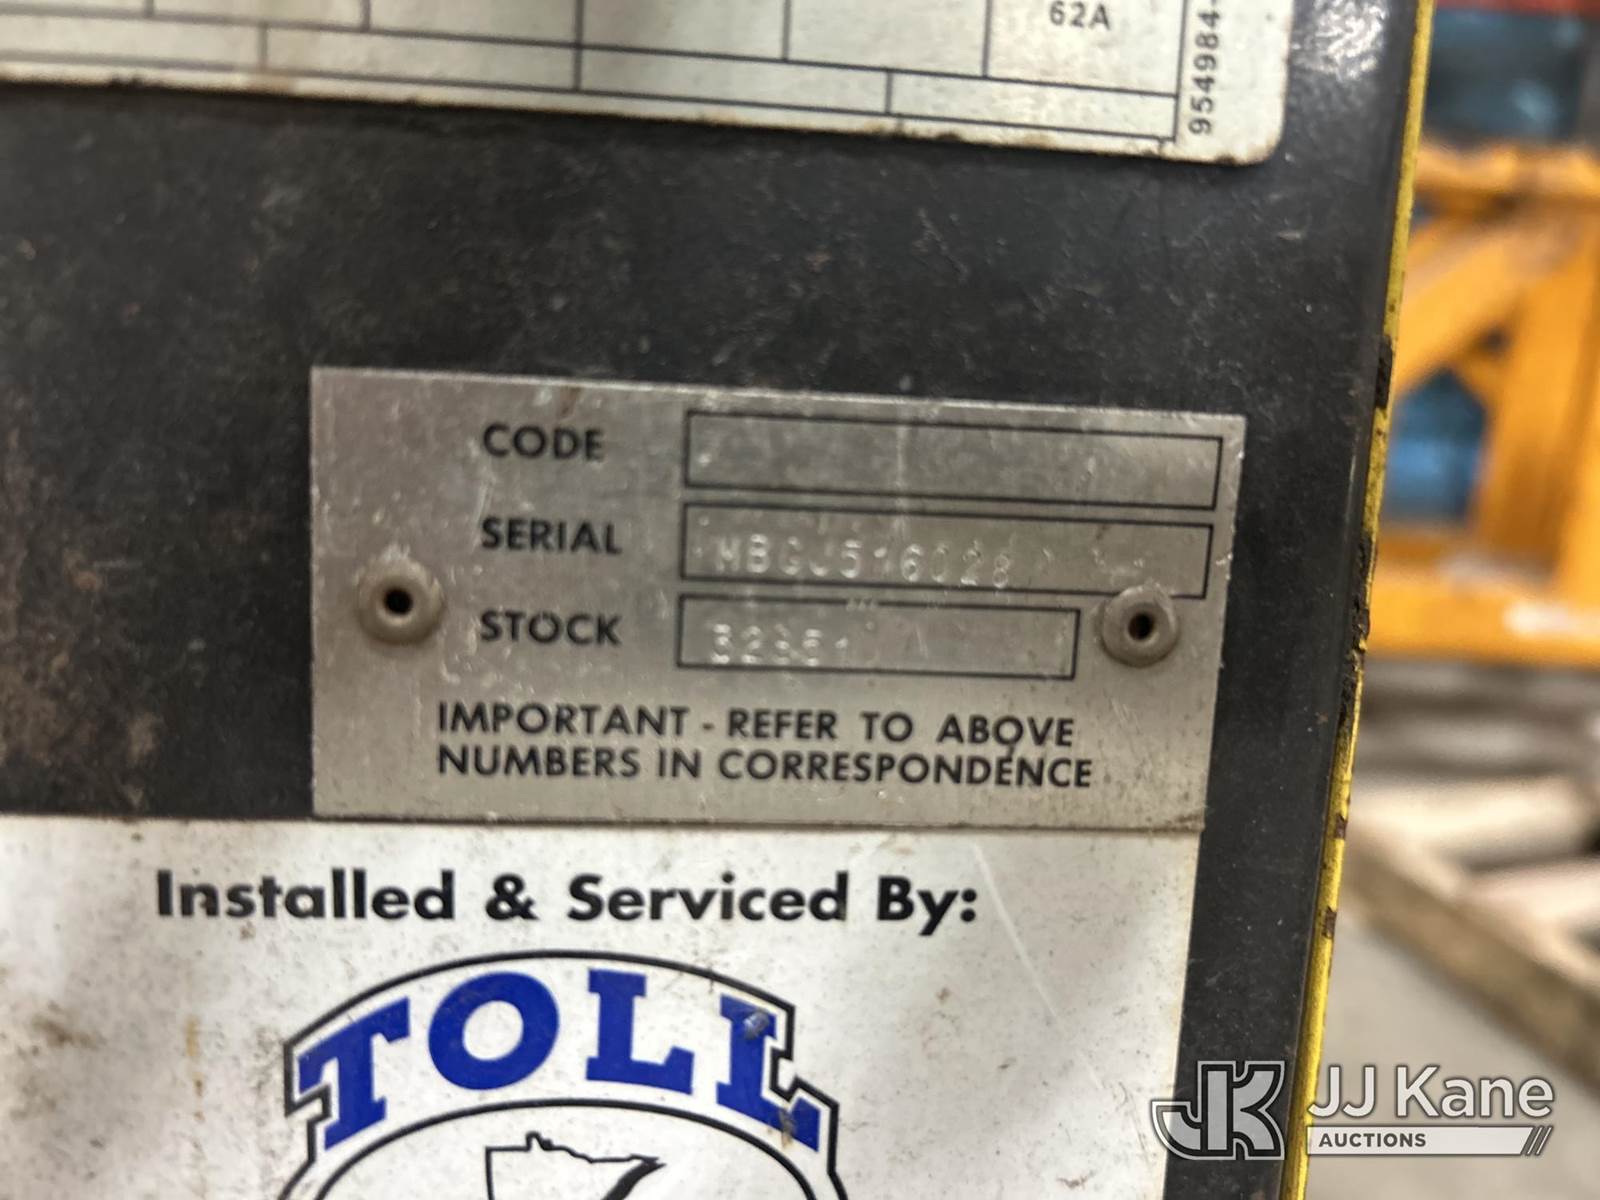 62A
954984-
CODE
SERIAL MBGJ516028
STOCK
IMPORTANT - REFER TO ABOVE
NUMBERS IN CORRESPONDENCE
Installed & Serviced By:
TOLL
JK JJ Kane
AUCTIONS